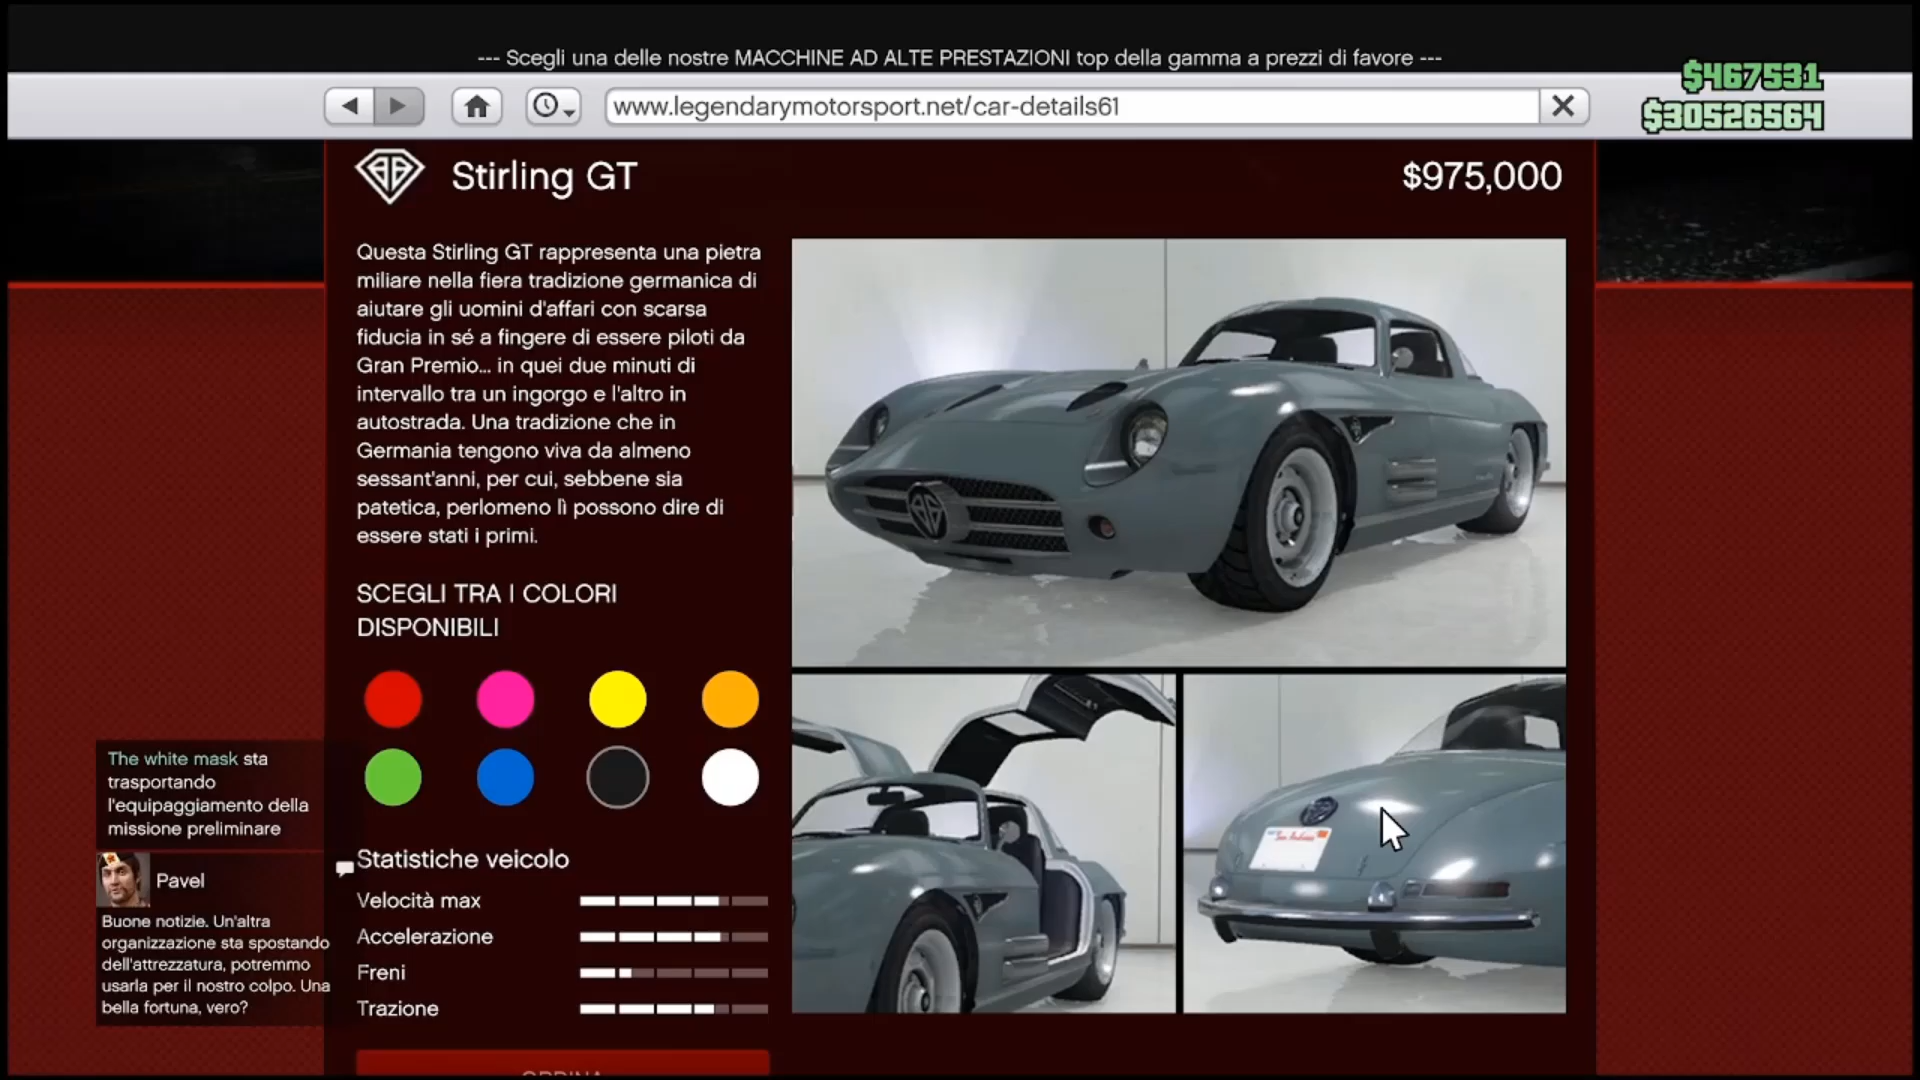 --- Scegli una delle nostre MACCHINE AD ALTE PRESTAZIONI top della gamma a prezzi di favore ---
$467531
www.legendarymotorsport.net/car-details61
$30526564
Stirling GT
$975,000
Questa Stirling GT rappresenta una pietra
miliare nella fiera tradizione germanica di
aiutare gli uomini d'affari con scarsa
fiducia in sé a fingere di essere piloti da
Gran Premio... in quei due minuti di
intervallo tra un ingorgo e l'altro in
autostrada. Una tradizione che in
Germania tengono viva da almeno
sessant'anni, per cui, sebbene sia
patetica, perlomeno lì possono dire di
essere stati i primi.
SCEGLI TRA I COLORI
DISPONIBILI
The white mask sta
trasportando
l'equipaggiamento della
missione preliminare
Pavel
Buone notizie. Un'altra
organizzazione sta spostando
dell'attrezzatura, potremmo
usarla per il nostro colpo. Una
bella fortuna, vero?
Statistiche veicolo
Velocità max
Accelerazione
Freni
Trazione
ORDINA
San Andreas